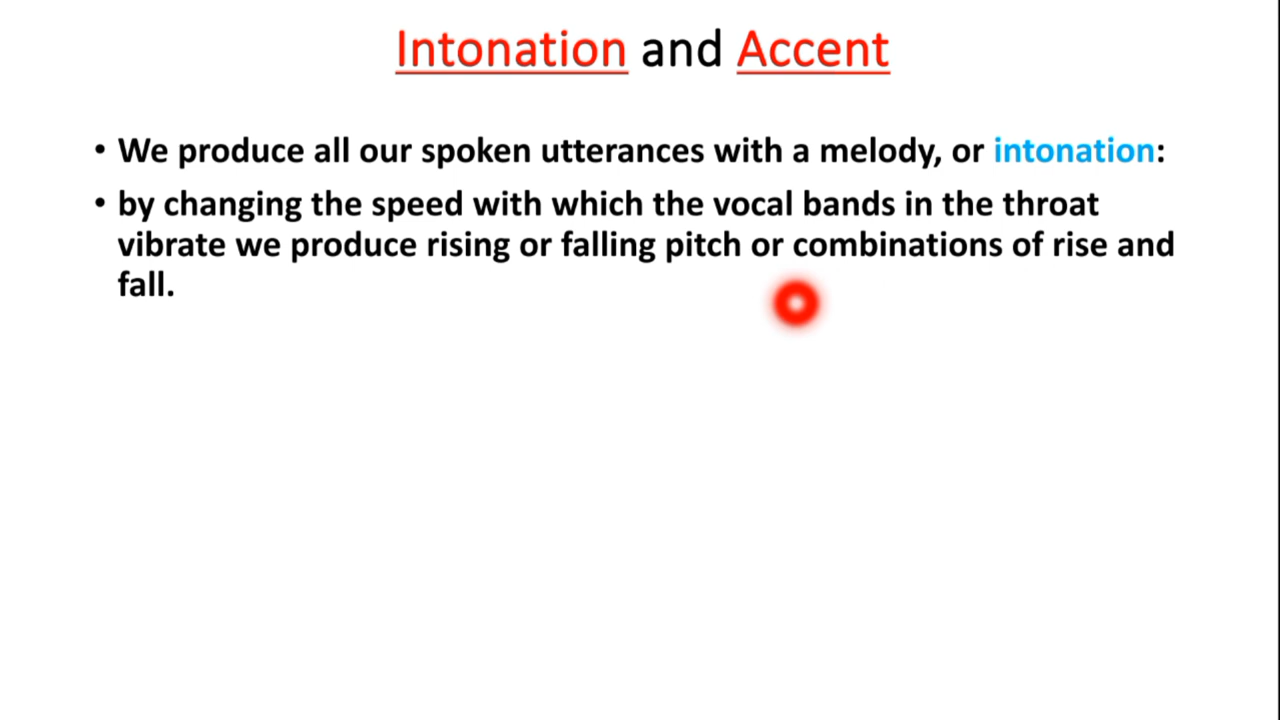 Intonation and Accent
• We produce all our spoken utterances with a melody, or intonation:
• by changing the speed with which the vocal bands in the throat
vibrate we produce rising or falling pitch or combinations of rise and
fall.